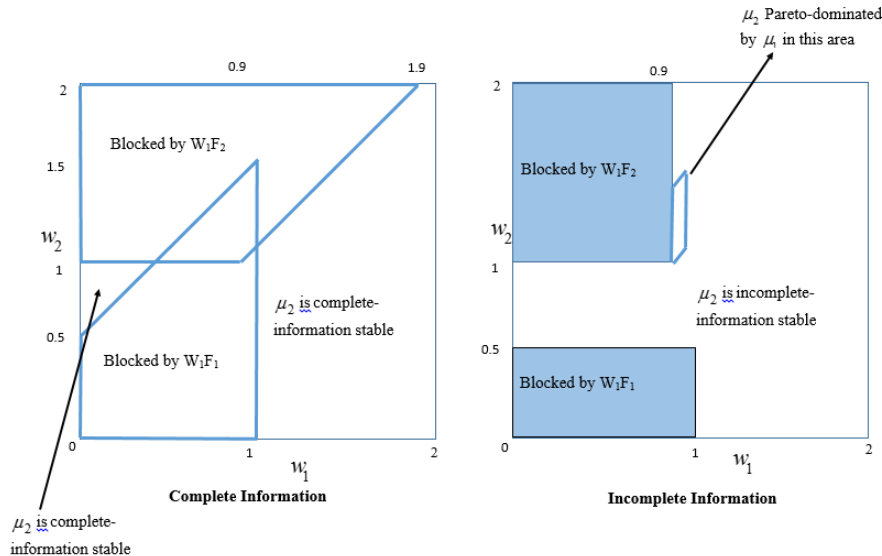 0.9
1.9
2
Blocked by W₁F₂
1.5
w₂
1
μ₂ is complete-
information stable
0.5
Blocked by W₁F₁
0
1
2
w₁
Complete Information
μ₂ is complete-
information stable
μ₂ Pareto-dominated
by μ₁ in this area
0.9
2
Blocked by W₁F₂
w₂
1
μ₂ is incomplete-
information stable
0.5
Blocked by W₁F₁
0
1
2
w₁
Incomplete Information